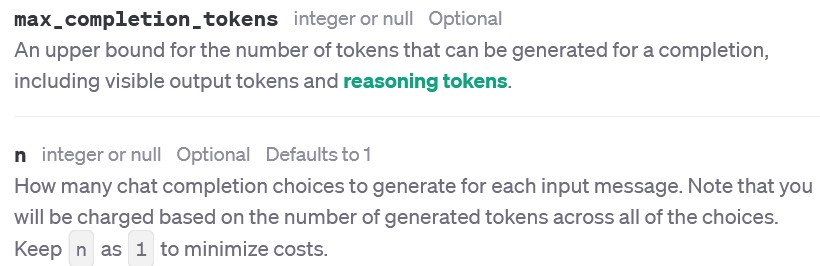 max_completion_tokens integer or null Optional
An upper bound for the number of tokens that can be generated for a completion,
including visible output tokens and reasoning tokens.
n integer or null Optional Defaults to 1
How many chat completion choices to generate for each input message. Note that you
will be charged based on the number of generated tokens across all of the choices.
Keep n as 1 to minimize costs.